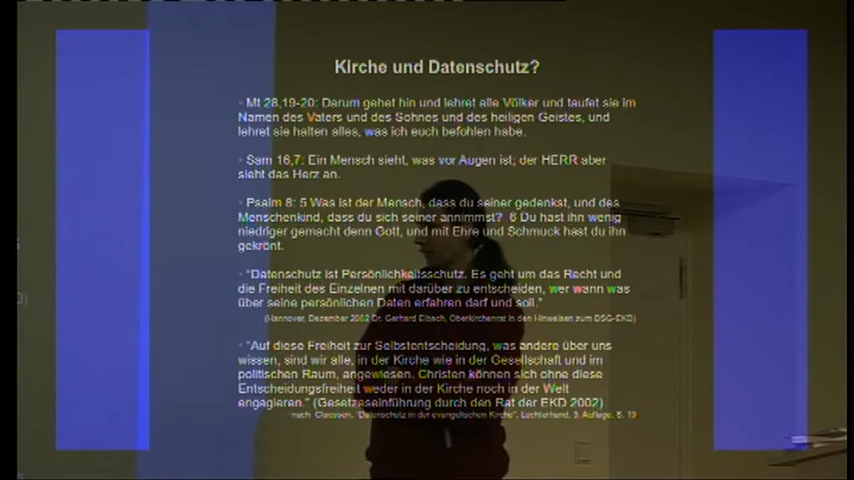 Kirche und Datenschutz?
- Mt 28,19-20: Darum gehet hin und lehret alle Völker und taufet sie im
Namen des Vaters und des Sohnes und des heiligen Geistes, und
lehret sie halten alles, was ich euch befohlen habe.
- Sam 16,7: Ein Mensch sieht, was vor Augen ist; der HERR aber
sieht das Herz an.
- Psalm 8: 5 Was ist der Mensch, dass du seiner gedenkst, und des
Menschenkind, dass du sich seiner annimmst? 6 Du hast ihn wenig
niedriger gemacht denn Gott, und mit Ehre und Schmuck hast du ihn
gekrönt.
- "Datenschutz ist Persönlichkeitsschutz. Es geht um das Recht und
die Freiheit des Einzelnen mit darüber zu entscheiden, wer wann was
über seine persönlichen Daten erfahren darf und soll."
(Hannover, Dezember 2002 Dr. Gerhard Eibach, Oberkirchenrat in den Hinweisen zum DSG-EKD)
- "Auf diese Freiheit zur Selbstentscheidung, was andere über uns
wissen, sind wir alle, in der Kirche wie in der Gesellschaft und im
politischen Raum, angewiesen. Christen können sich ohne diese
Entscheidungsfreiheit weder in der Kirche noch in der Welt
engagieren." (Gesetzeseinführung durch den Rat der EKD 2002)
nach Claessen, "Datenschutz in der evangelischen Kirche", Luchterhand, 3. Auflage, S. 19